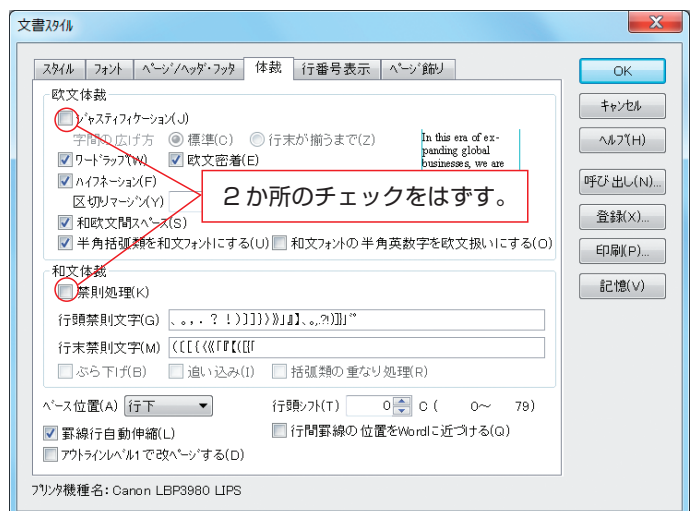 文書ｽﾀｲﾙ
X
ｽﾀｲﾙ ﾌｫﾝﾄ ﾍﾟｰｼﾞ/ﾍｯﾀﾞ･ﾌｯﾀ 体裁 行番号表示 ﾍﾟｰｼﾞ飾り
OK
ｷｬﾝｾﾙ
ﾍﾙﾌﾟ(H)
呼び出し(N)...
登録(X)...
印刷(P)...
記憶(V)
欧文体裁
ｼﾞｬｽﾃｨﾌｨｹｰｼｮﾝ(J)
字間の広げ方 標準(C) 行末が揃うまで(Z)
ﾜｰﾄﾞﾗｯﾌﾟ(W) 欧文密着(E)
In this era of ex-
panding global
businesses, we are
ﾊｲﾌﾈｰｼｮﾝ(F)
区切りﾏｰｼﾞﾝ(Y)
2か所のチェックをはずす。
和欧文間ｽﾍﾟｰｽ(S)
半角括弧類を和文ﾌｫﾝﾄにする(U) 和文ﾌｫﾝﾄの半角英数字を欧文扱いにする(O)
和文体裁
禁則処理(K)
行頭禁則文字(G) 、。，．？！）］｝〕〉》」』】､｡,.?!)]}｣ﾞﾟ
行末禁則文字(M) （［｛〔〈《「『【([{｢
ぶら下げ(B) 追い込み(I) 括弧類の重なり処理(R)
ﾍﾞｰｽ位置(A) 行下 行頭ｼﾌﾄ(T) 0 C ( 0～ 79)
罫線行自動伸縮(L) 行間罫線の位置をWordに近づける(Q)
ｱｳﾄﾗｲﾝﾚﾍﾞﾙ1で改ﾍﾟｰｼﾞする(D)
ﾌﾟﾘﾝﾀ機種名：Canon LBP3980 LIPS